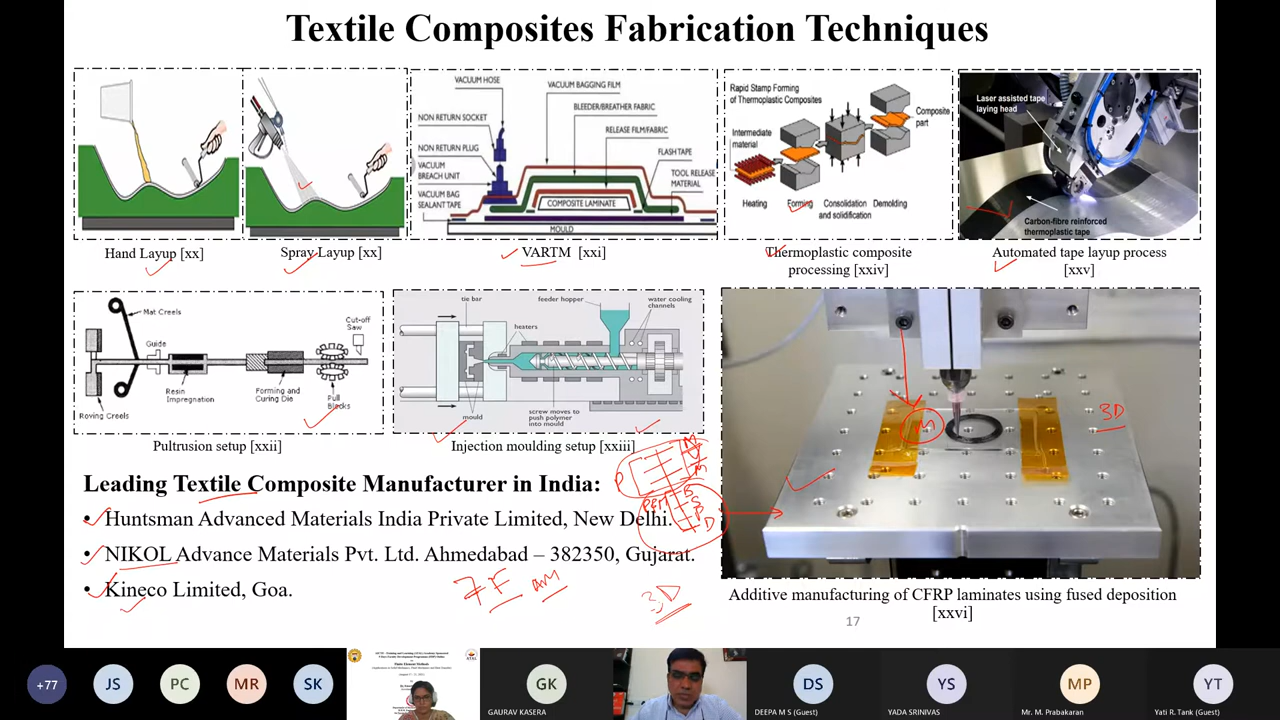 Textile Composites Fabrication Techniques
Hand Layup [xx]
Spray Layup [xx]
VACUUM HOSE
NON RETURN SOCKET
NON RETURN PLUG
VACUUM
BREACH UNIT
VACUUM BAG
SEALANT TAPE
VACUUM BAGGING FILM
BLEEDER/BREATHER FABRIC
RELEASE FILM/FABRIC
FLASH TAPE
TOOL RELEASE
MATERIAL
COMPOSITE LAMINATE
MOULD
VARTM [xxi]
Rapid Stamp Forming
of Thermoplastic Composites
Intermediate
material
Composite
part
Heating
Forming
Consolidation
and solidification
Demolding
Thermoplastic composite
processing [xxiv]
Laser assisted tape
laying head
Carbon-fibre reinforced
thermoplastic tape
Automated tape layup process
[xxv]
Mat Creels
Guide
Cut-off
Saw
Resin
Impregnation
Forming and
Curing Die
Pull
Blocks
Roving Creels
Pultrusion setup [xxii]
tie bar
feeder hopper
water cooling
channels
heaters
mould
screw moves to
push polymer
into mould
Injection moulding setup [xxiii]
M
3D
Leading Textile Composite Manufacturer in India:
• Huntsman Advanced Materials India Private Limited, New Delhi.
• NIKOL Advance Materials Pvt. Ltd. Ahmedabad – 382350, Gujarat.
• Kineco Limited, Goa.
7F am
3D
Additive manufacturing of CFRP laminates using fused deposition
[xxvi]
17
+77
JS
PC
MR
SK
GK
GAURAV KASERA
DS
DEEPA M S (Guest)
YS
YADA SRINIVAS
MP
Mr. M. Prabakaran
YT
Yati R. Tank (Guest)